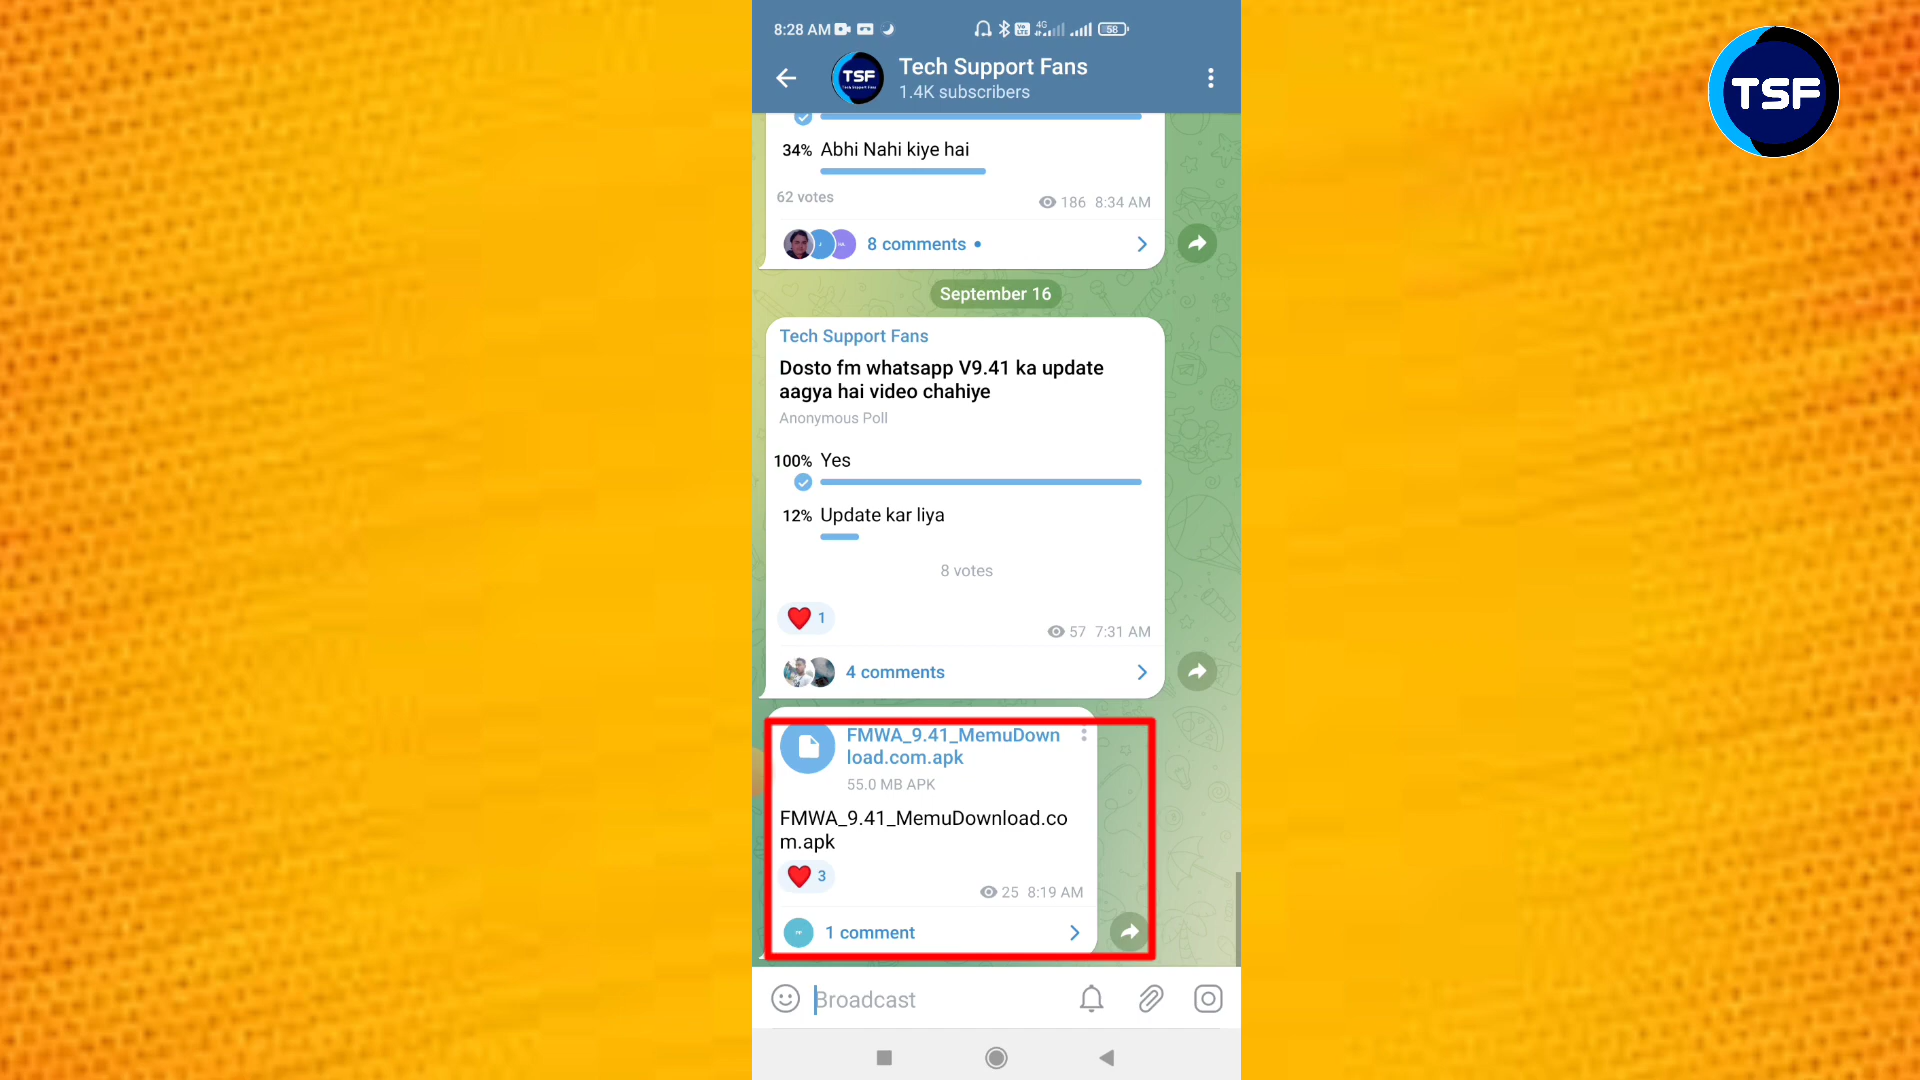 8:28 AM
4G
58
TSF
Tech Support Fans
1.4K subscribers
TSF
34% Abhi Nahi kiye hai
62 votes
186 8:34 AM
8 comments
September 16
Tech Support Fans
Dosto fm whatsapp V9.41 ka update
aagya hai video chahiye
Anonymous Poll
100% Yes
12% Update kar liya
8 votes
1
57 7:31 AM
4 comments
FMWA_9.41_MemuDown
load.com.apk
55.0 MB APK
FMWA_9.41_MemuDownload.co
m.apk
3
25 8:19 AM
1 comment
Broadcast